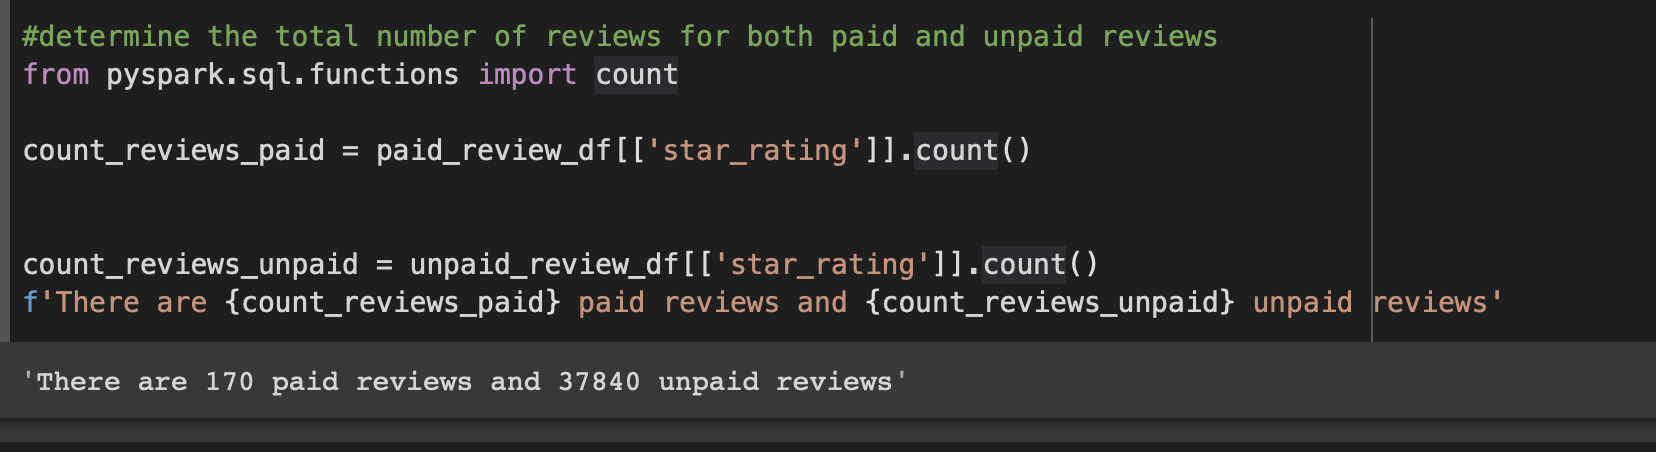 #determine the total number of reviews for both paid and unpaid reviews
from pyspark.sql.functions import count
count_reviews_paid = paid_review_df[['star_rating']].count()
count_reviews_unpaid = unpaid_review_df[['star_rating']].count()
f'There are {count_reviews_paid} paid reviews and {count_reviews_unpaid} unpaid reviews'
'There are 170 paid reviews and 37840 unpaid reviews'